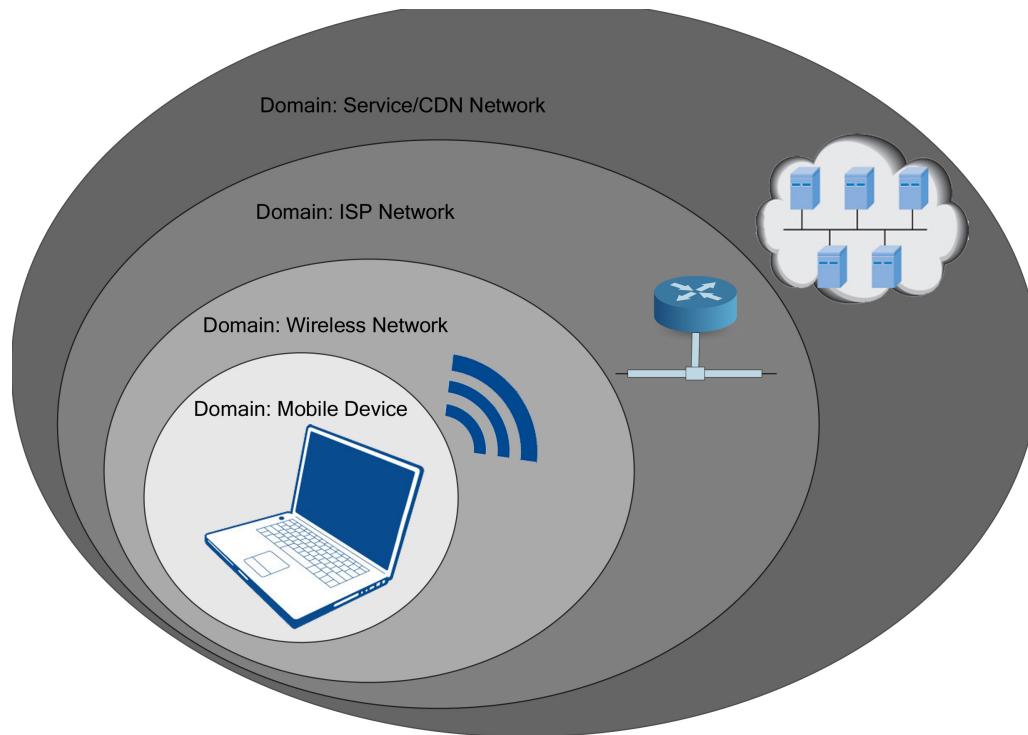 Domain: Service/CDN Network
Domain: ISP Network
Domain: Wireless Network
Domain: Mobile Device